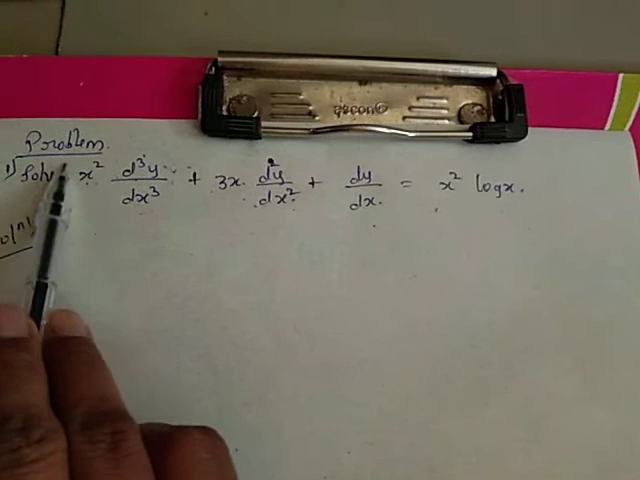 Problem.
1) Solve x² d³y/dx³ + 3x. d²y/dx² + dy/dx = x² logx.
soln)